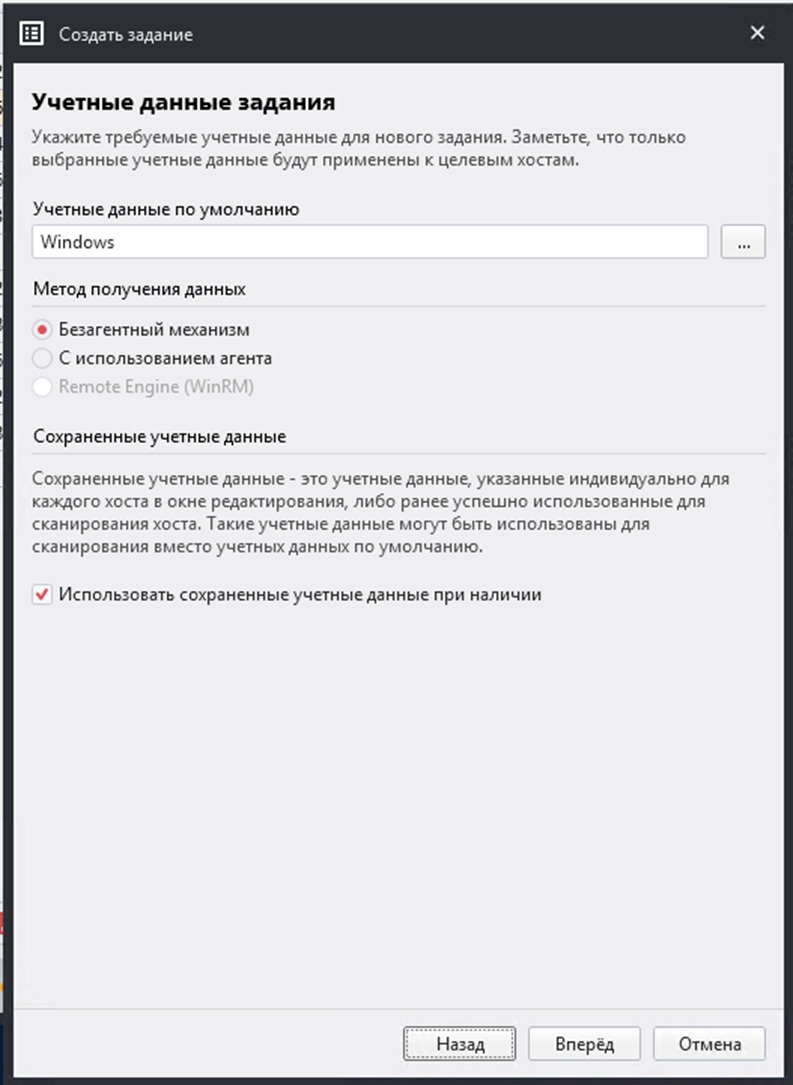 Создать задание
Учетные данные задания
Укажите требуемые учетные данные для нового задания. Заметьте, что только
выбранные учетные данные будут применены к целевым хостам.
Учетные данные по умолчанию
Windows
...
Метод получения данных
Безагентный механизм
С использованием агента
Remote Engine (WinRM)
Сохраненные учетные данные
Сохраненные учетные данные - это учетные данные, указанные индивидуально для
каждого хоста в окне редактирования, либо ранее успешно использованные для
сканирования хоста. Такие учетные данные могут быть использованы для
сканирования вместо учетных данных по умолчанию.
Использовать сохраненные учетные данные при наличии
Назад Вперёд Отмена